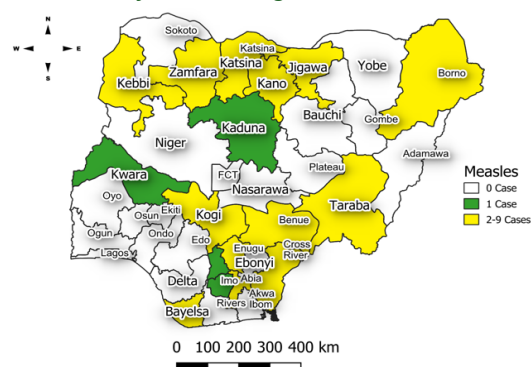 N
W E
S
Sokoto
Katsina
Katsina
Zamfara
Jigawa
Yobe
Borno
Kebbi
Kano
Bauchi
Gombe
Kaduna
Niger
Adamawa
Plateau
FCT
Kwara
Nasarawa
Oyo
Taraba
Ekiti
Osun
Kogi
Benue
Ogun
Ondo
Edo
Lagos
Enugu
Cross
River
Ebonyi
Delta
Imo
Abia
Akwa
Ibom
Rivers
Bayelsa
Measles
0 Case
1 Case
2-9 Cases
0 100 200 300 400 km